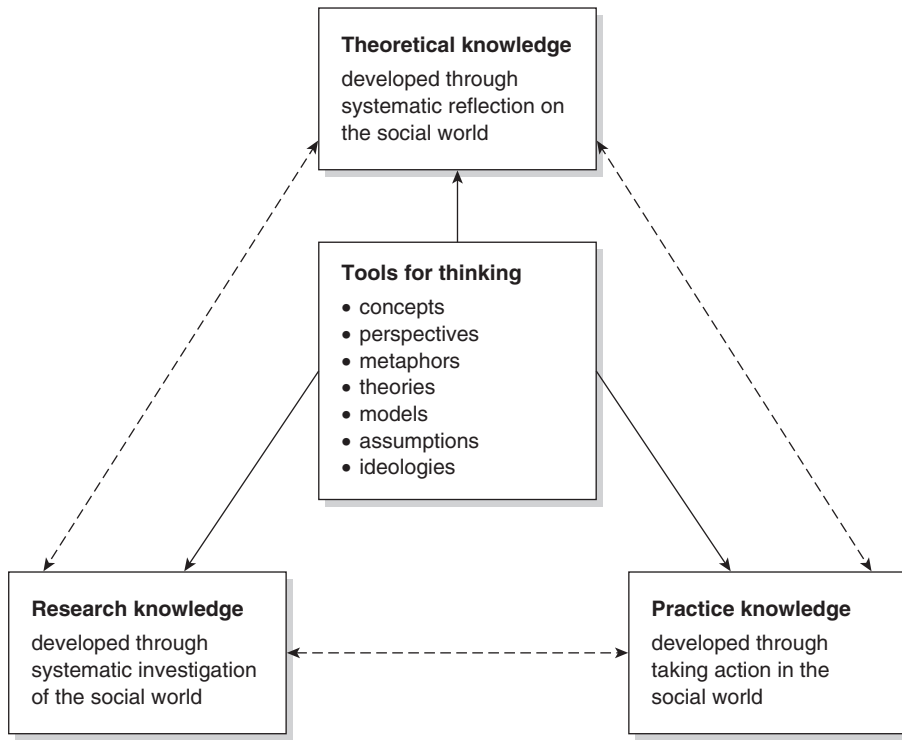 Theoretical knowledge
developed through
systematic reflection on
the social world
Tools for thinking
• concepts
• perspectives
• metaphors
• theories
• models
• assumptions
• ideologies
Research knowledge
developed through
systematic investigation
of the social world
Practice knowledge
developed through
taking action in the
social world